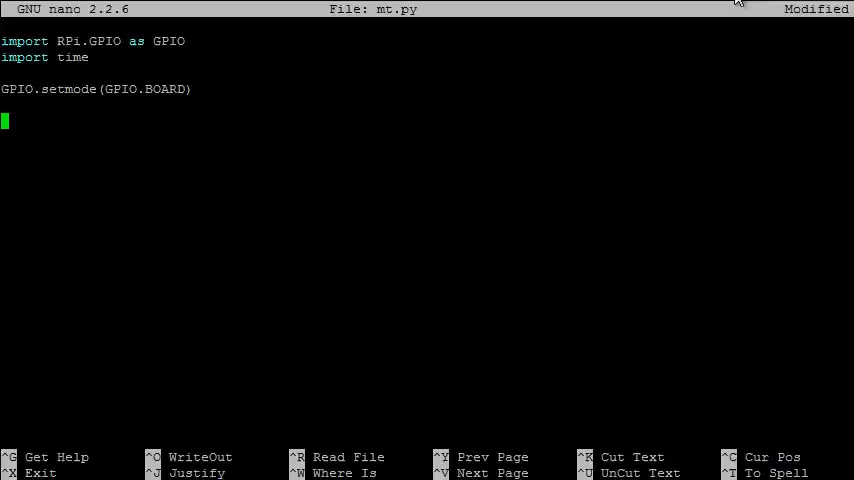 GNU nano 2.2.6 File: mt.py Modified
import RPi.GPIO as GPIO
import time
GPIO.setmode(GPIO.BOARD)
^G Get Help ^O WriteOut ^R Read File ^Y Prev Page ^K Cut Text ^C Cur Pos
^X Exit ^J Justify ^W Where Is ^V Next Page ^U UnCut Text ^T To Spell